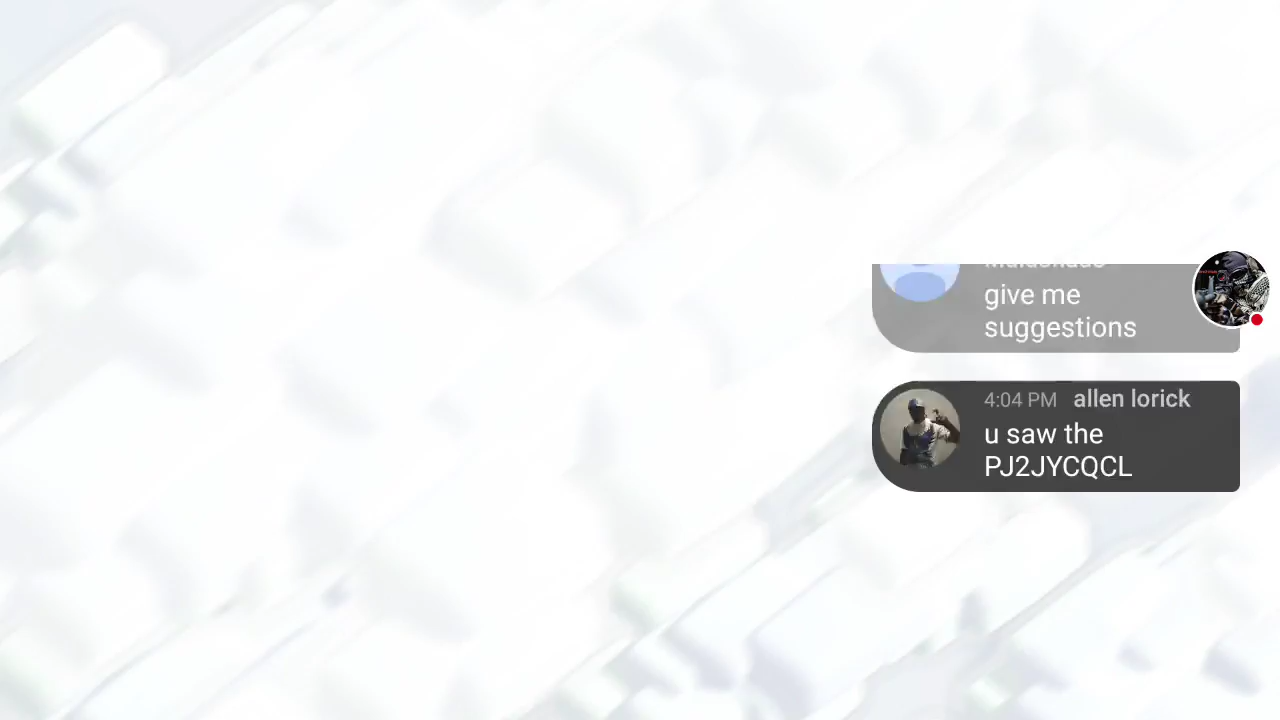 give me
suggestions
4:04 PM allen lorick
u saw the
PJ2JYCQCL